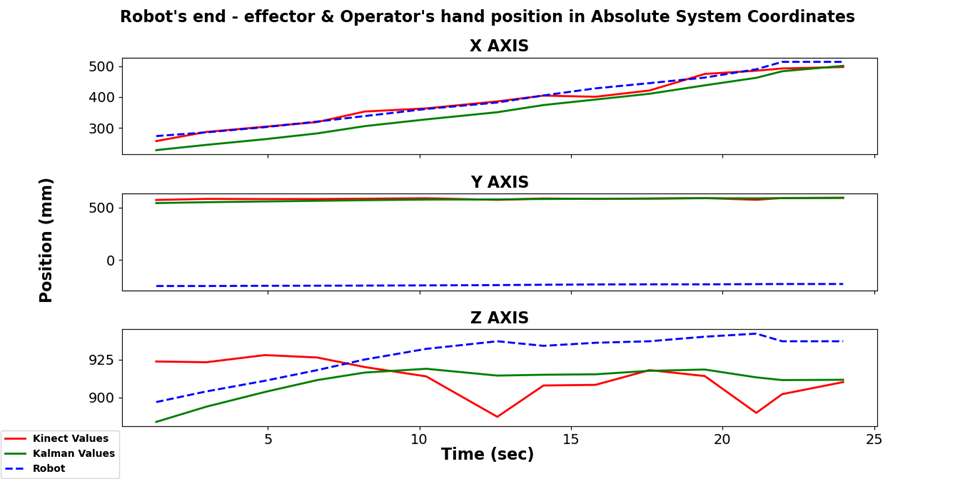 Robot's end - effector & Operator's hand position in Absolute System Coordinates
X AXIS
500
400
300
Y AXIS
500
0
Position (mm)
Z AXIS
925
900
5 10 15 20 25
Time (sec)
Kinect Values
Kalman Values
Robot